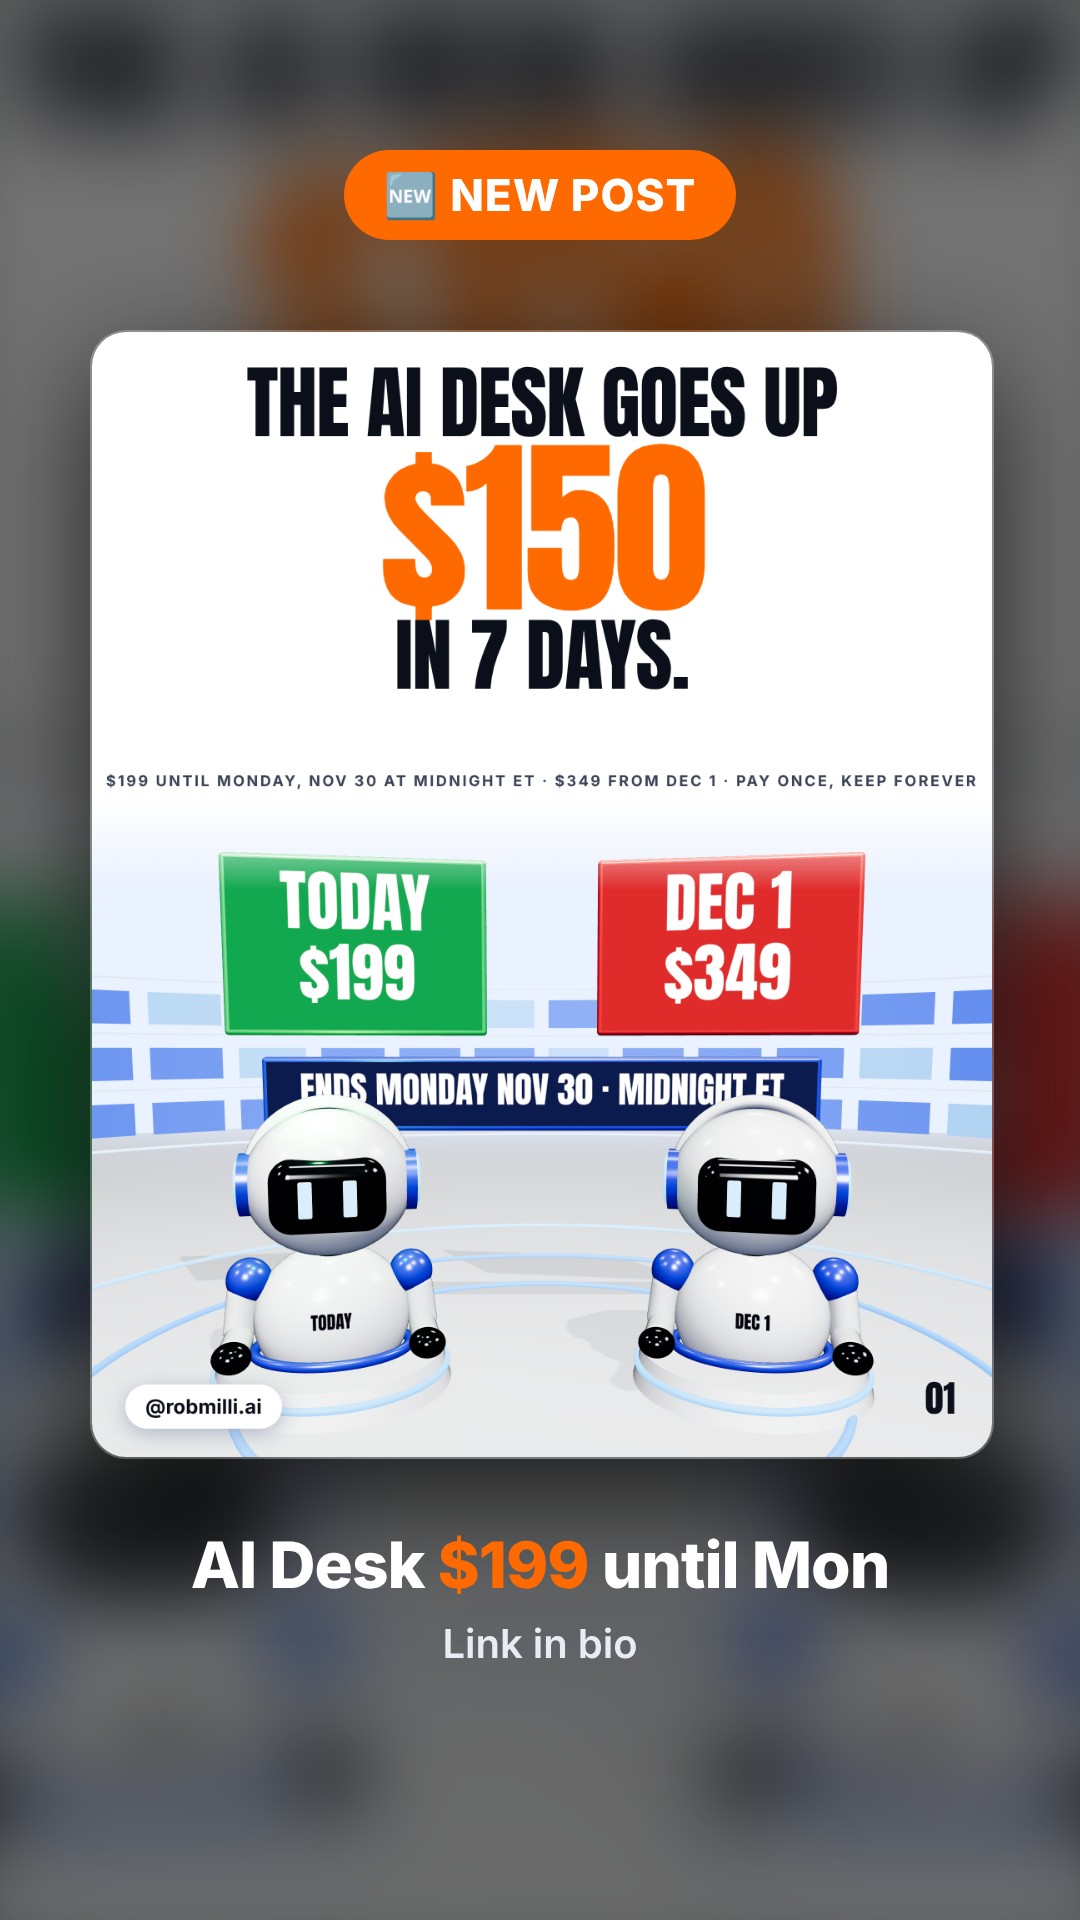 🆕 NEW POST
THE AI DESK GOES UP
$150
IN 7 DAYS.
$199 UNTIL MONDAY, NOV 30 AT MIDNIGHT ET · $349 FROM DEC 1 · PAY ONCE, KEEP FOREVER
TODAY
$199
DEC 1
$349
ENDS MONDAY NOV 30 · MIDNIGHT ET
TODAY
DEC 1
@robmilli.ai
01
AI Desk $199 until Mon
Link in bio